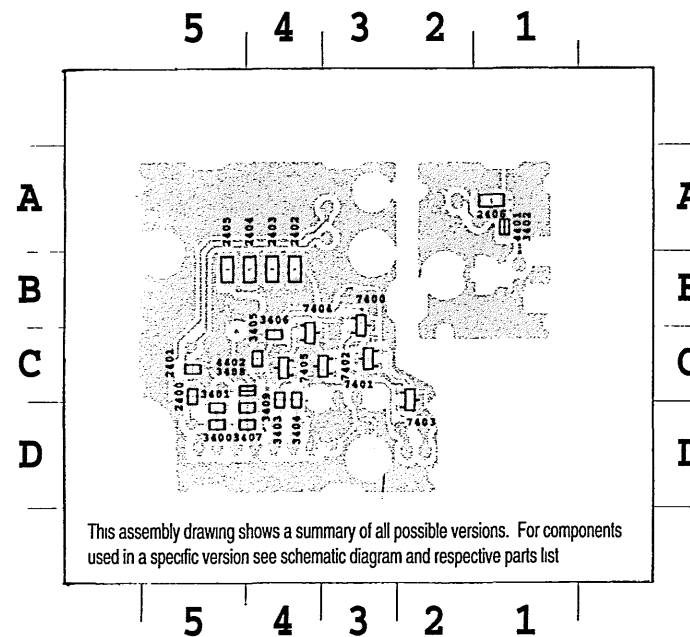 5 4 3 2 1
A A
2405 2404 2403 2402
2406
4401
3402
B B
7404 7400
3405 3406
C C
2401 4402
3408
7405 7402
7401
2400 3401
3409
3403 3404
7403
D D
3400 3407
This assembly drawing shows a summary of all possible versions. For components
used in a specific version see schematic diagram and respective parts list
5 4 3 2 1